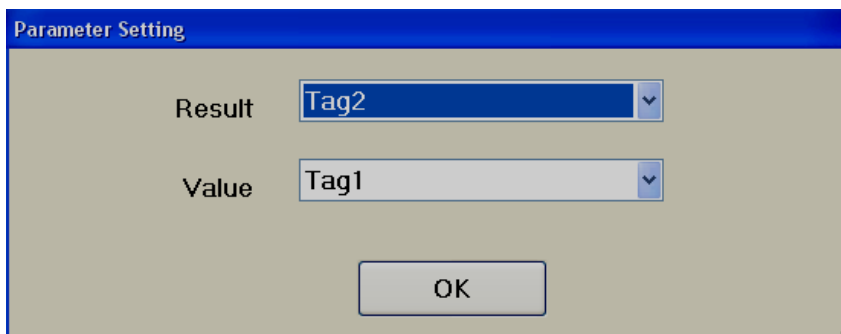 Parameter Setting
Result
Tag2
Value
Tag1
OK